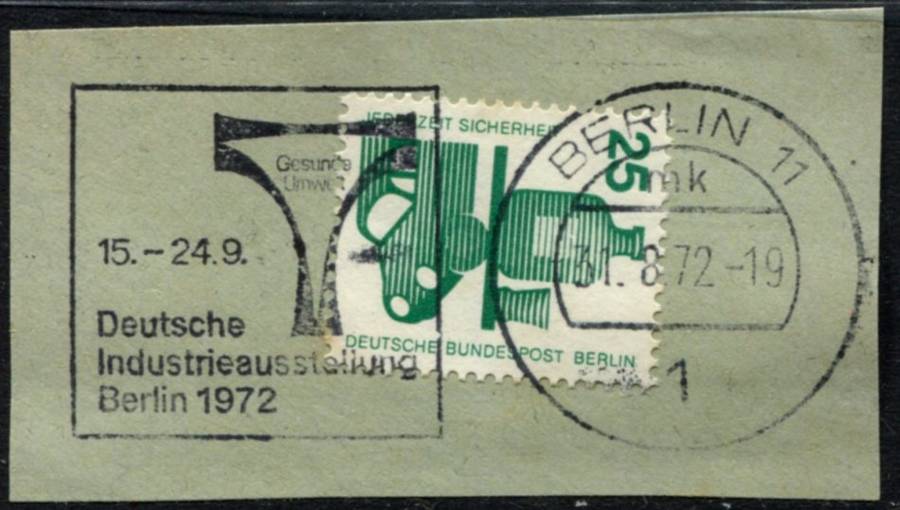 Gesunde
Umwelt
15.-24.9.
Deutsche
Industrieausstellung
Berlin 1972
JEDERZEIT SICHERHEIT
25
DEUTSCHE BUNDESPOST BERLIN
BERLIN 11
mk
31. 8. 72-19
1